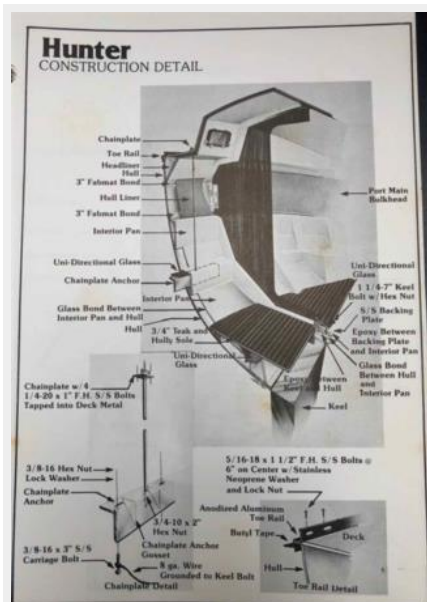 Hunter
CONSTRUCTION DETAIL
Chainplate
Toe Rail
Headliner
Hull
3" Fabmat Bond
Hull Liner
3" Fabmat Bond
Interior Pan
Uni-Directional Glass
Chainplate Anchor
Interior Pan
Glass Bond Between
Interior Pan and Hull
Hull
3/4" Teak and
Holly Sole
Uni-Directional
Glass
Port Main
Bulkhead
Uni-Directional
Glass
1 1/4-7" Keel
Bolt w/Hex Nut
S/S Backing
Plate
Epoxy Between
Backing Plate
and Interior Pan
Glass Bond
Between Hull
and
Interior Pan
Epoxy Between
Keel and Hull
Keel
Chainplate w/4
1/4-20 x 1" F.H. S/S Bolts
Tapped into Deck Metal
3/8-16 Hex Nut
Lock Washer
Chainplate
Anchor
3/4-10 x 2"
Hex Nut
Chainplate Anchor
Gusset
3/8-16 x 3" S/S
Carriage Bolt
8 ga. Wire
Grounded to Keel Bolt
Chainplate Detail
5/16-18 x 1 1/2" F.H. S/S Bolts @
6" on Center w/Stainless
Neoprene Washer
and Lock Nut
Anodized Aluminum
Toe Rail
Butyl Tape
Deck
Hull
Toe Rail Detail